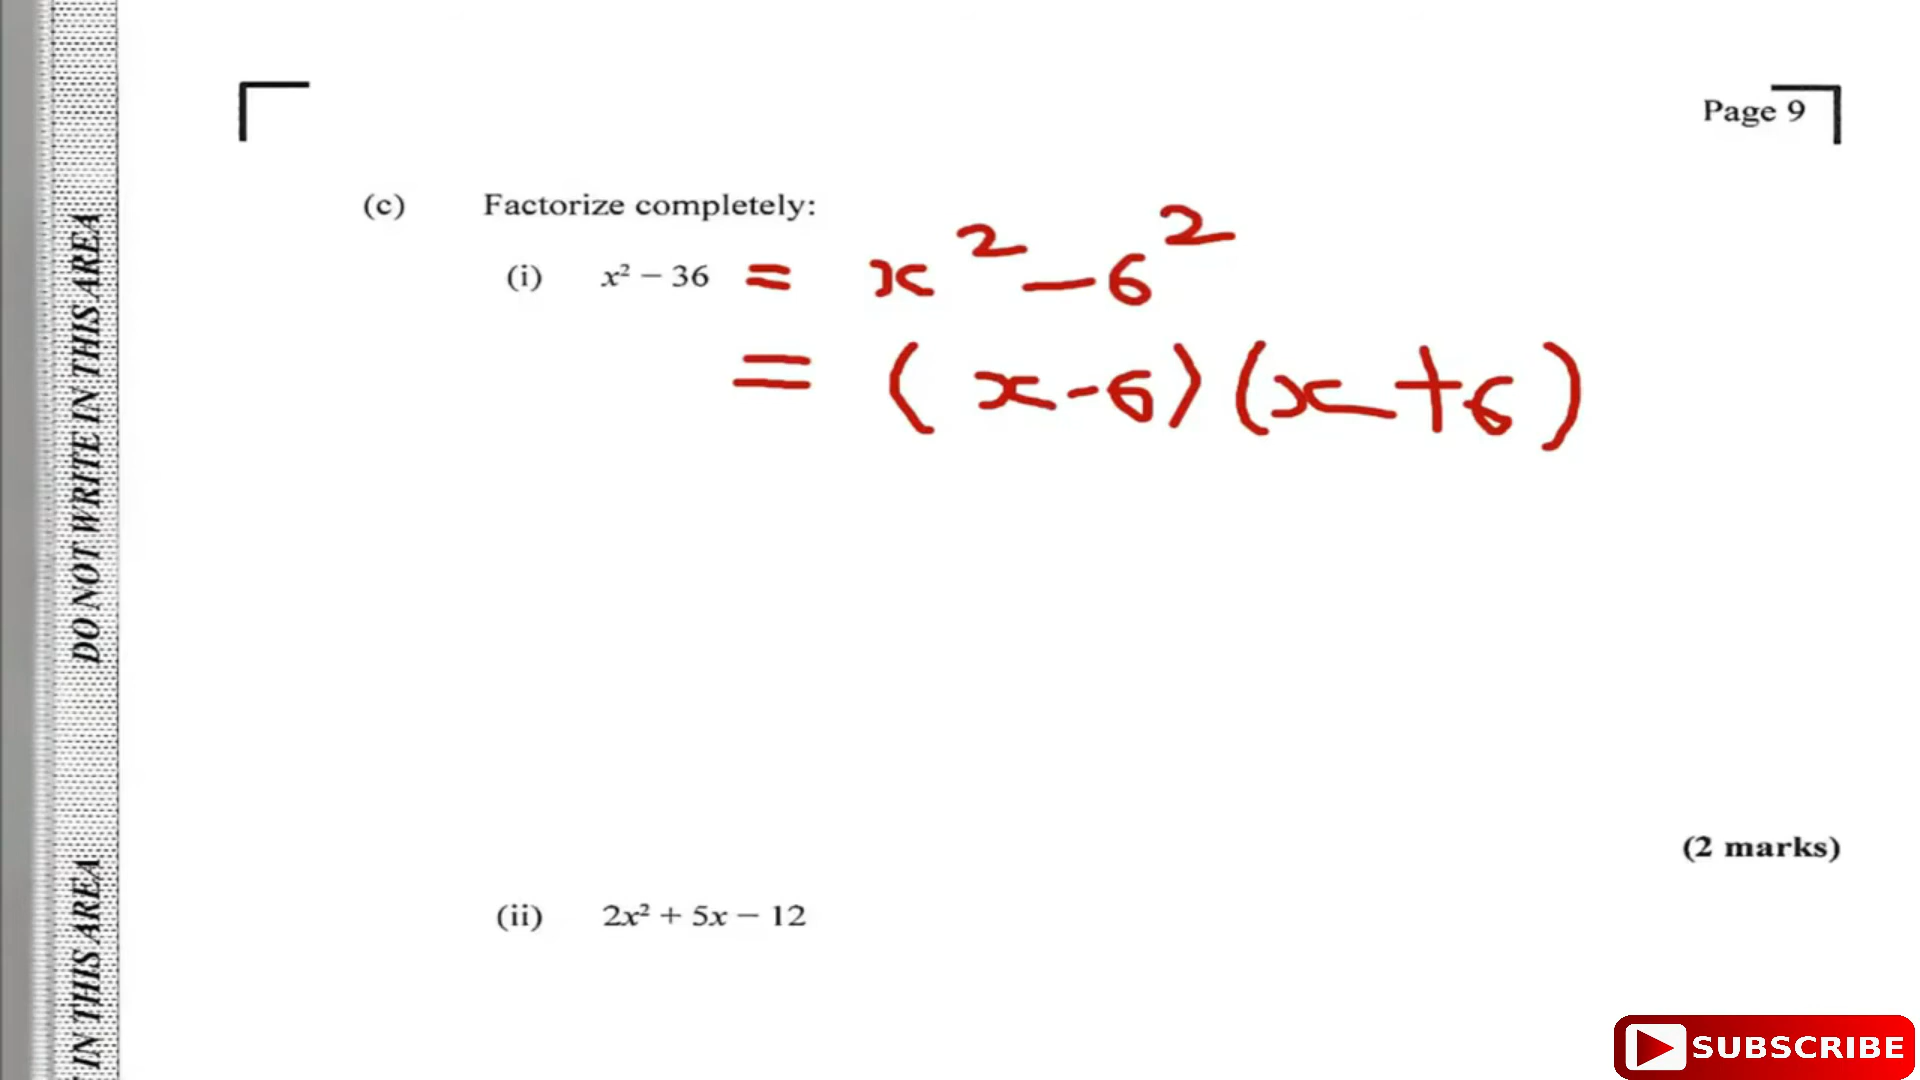 Page 9
(c) Factorize completely:
(i) x² − 36 = x² − 6²
= (x-6)(x+6)
(2 marks)
(ii) 2x² + 5x − 12
DO NOT WRITE IN THIS AREA
IN THIS AREA
SUBSCRIBE